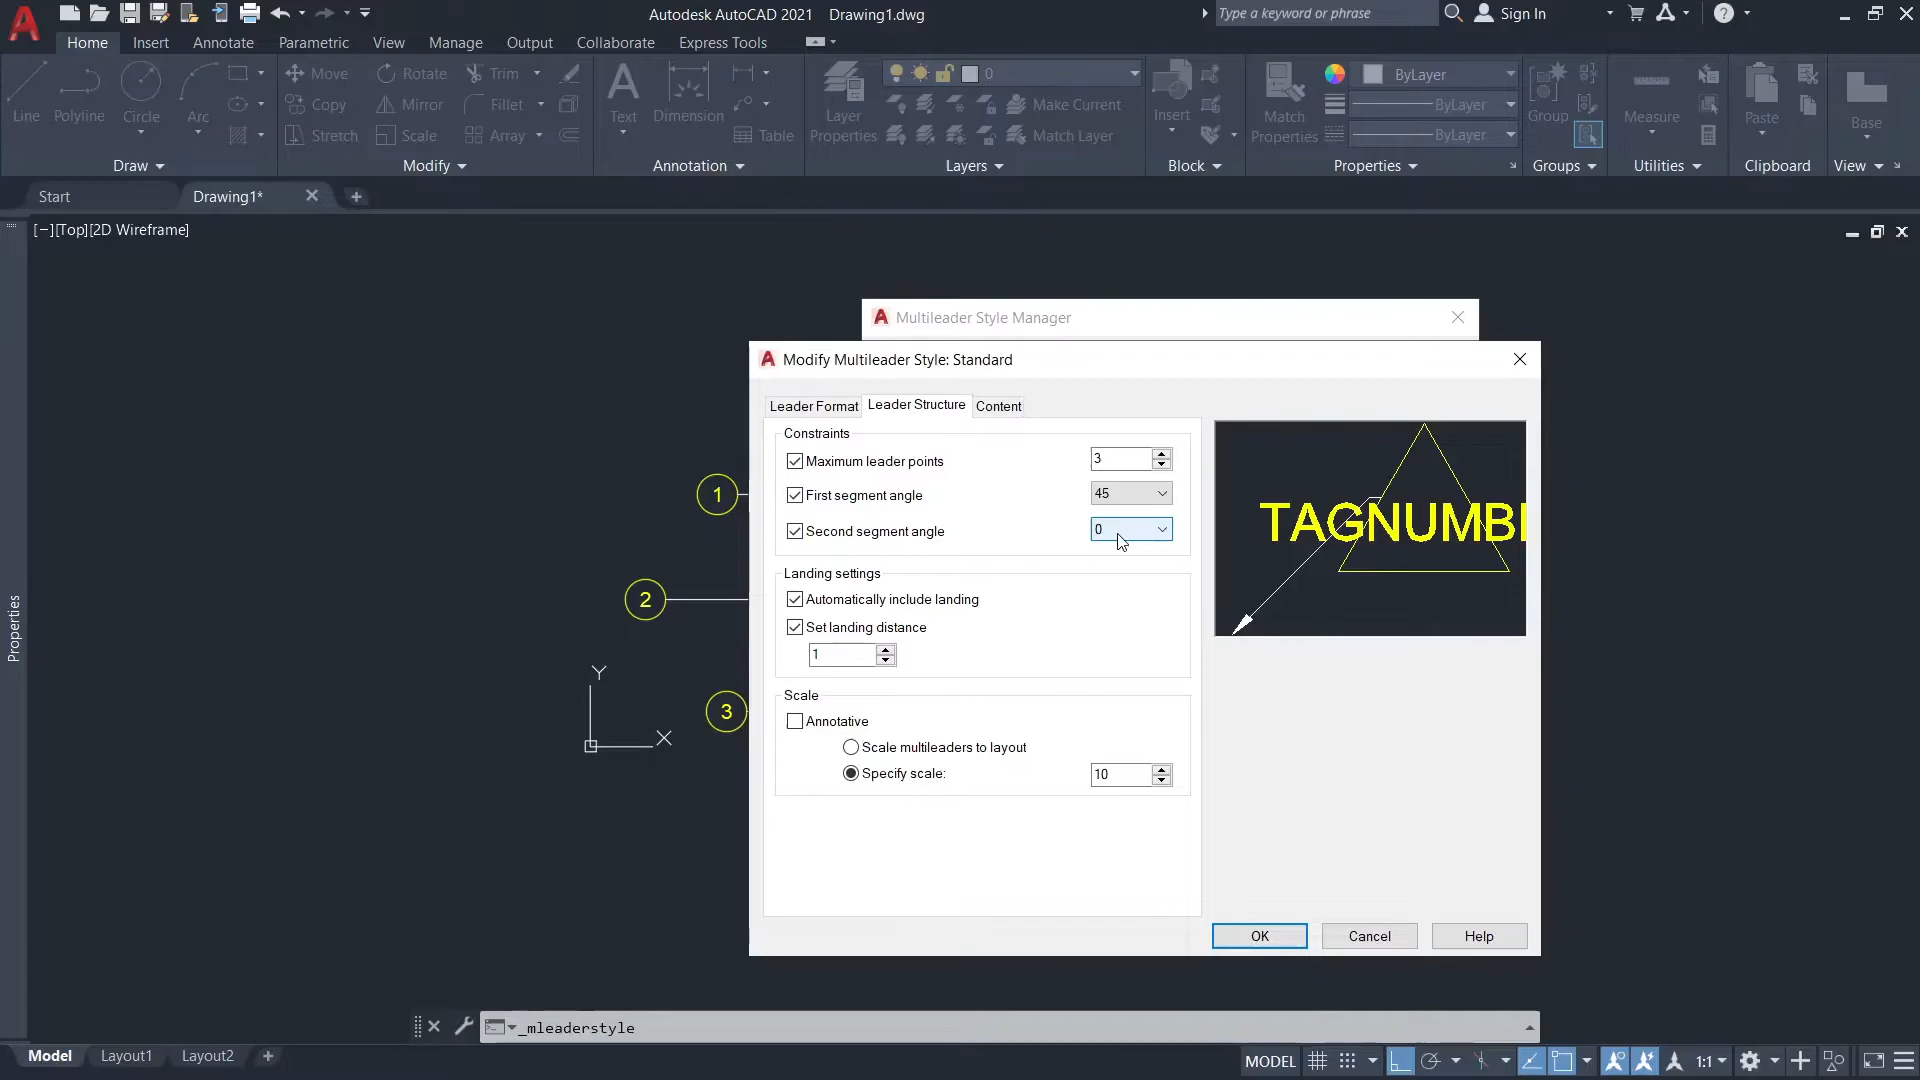 Autodesk AutoCAD 2021 Drawing1.dwg
Type a keyword or phrase
Sign In
Home Insert Annotate Parametric View Manage Output Collaborate Express Tools
Line Polyline Circle Arc
Draw
Move Rotate Trim
Copy Mirror Fillet
Stretch Scale Array
Modify
Text Dimension Table
Annotation
Layer Properties
0
Make Current
Match Layer
Layers
Insert
Block
Match Properties
ByLayer
ByLayer
ByLayer
Properties
Group
Groups
Measure
Utilities
Paste
Clipboard
Base
View
Start Drawing1*
[−][Top][2D Wireframe]
Properties
1
2
3
Y
X
Multileader Style Manager
Modify Multileader Style: Standard
Leader Format Leader Structure Content
Constraints
Maximum leader points 3
First segment angle 45
Second segment angle 0
Landing settings
Automatically include landing
Set landing distance
1
Scale
Annotative
Scale multileaders to layout
Specify scale: 10
TAGNUMB
OK Cancel Help
_mleaderstyle
Model Layout1 Layout2
MODEL
1:1